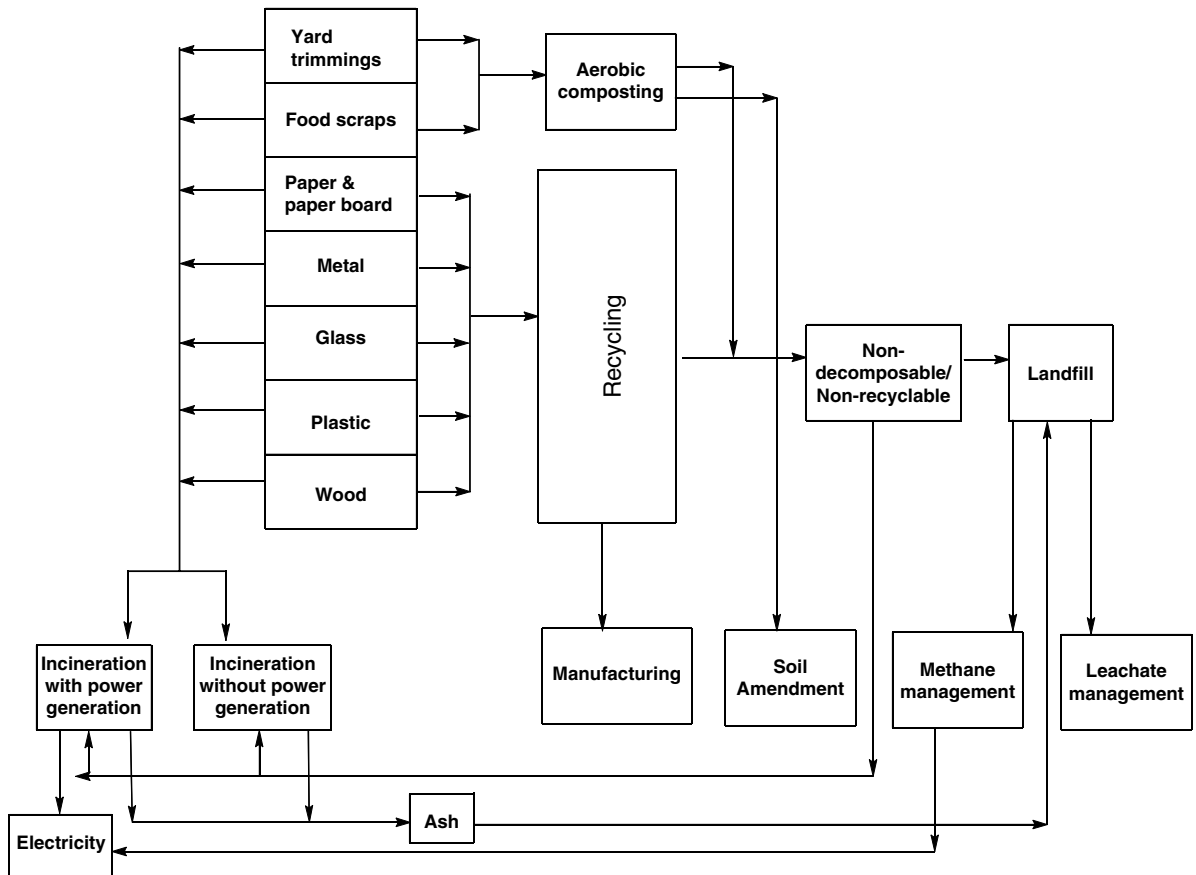 Yard
trimmings
Food scraps
Paper &
paper board
Metal
Glass
Plastic
Wood
Aerobic
composting
Recycling
Non-
decomposable/
Non-recyclable
Landfill
Incineration
with power
generation
Incineration
without power
generation
Manufacturing
Soil
Amendment
Methane
management
Leachate
management
Ash
Electricity